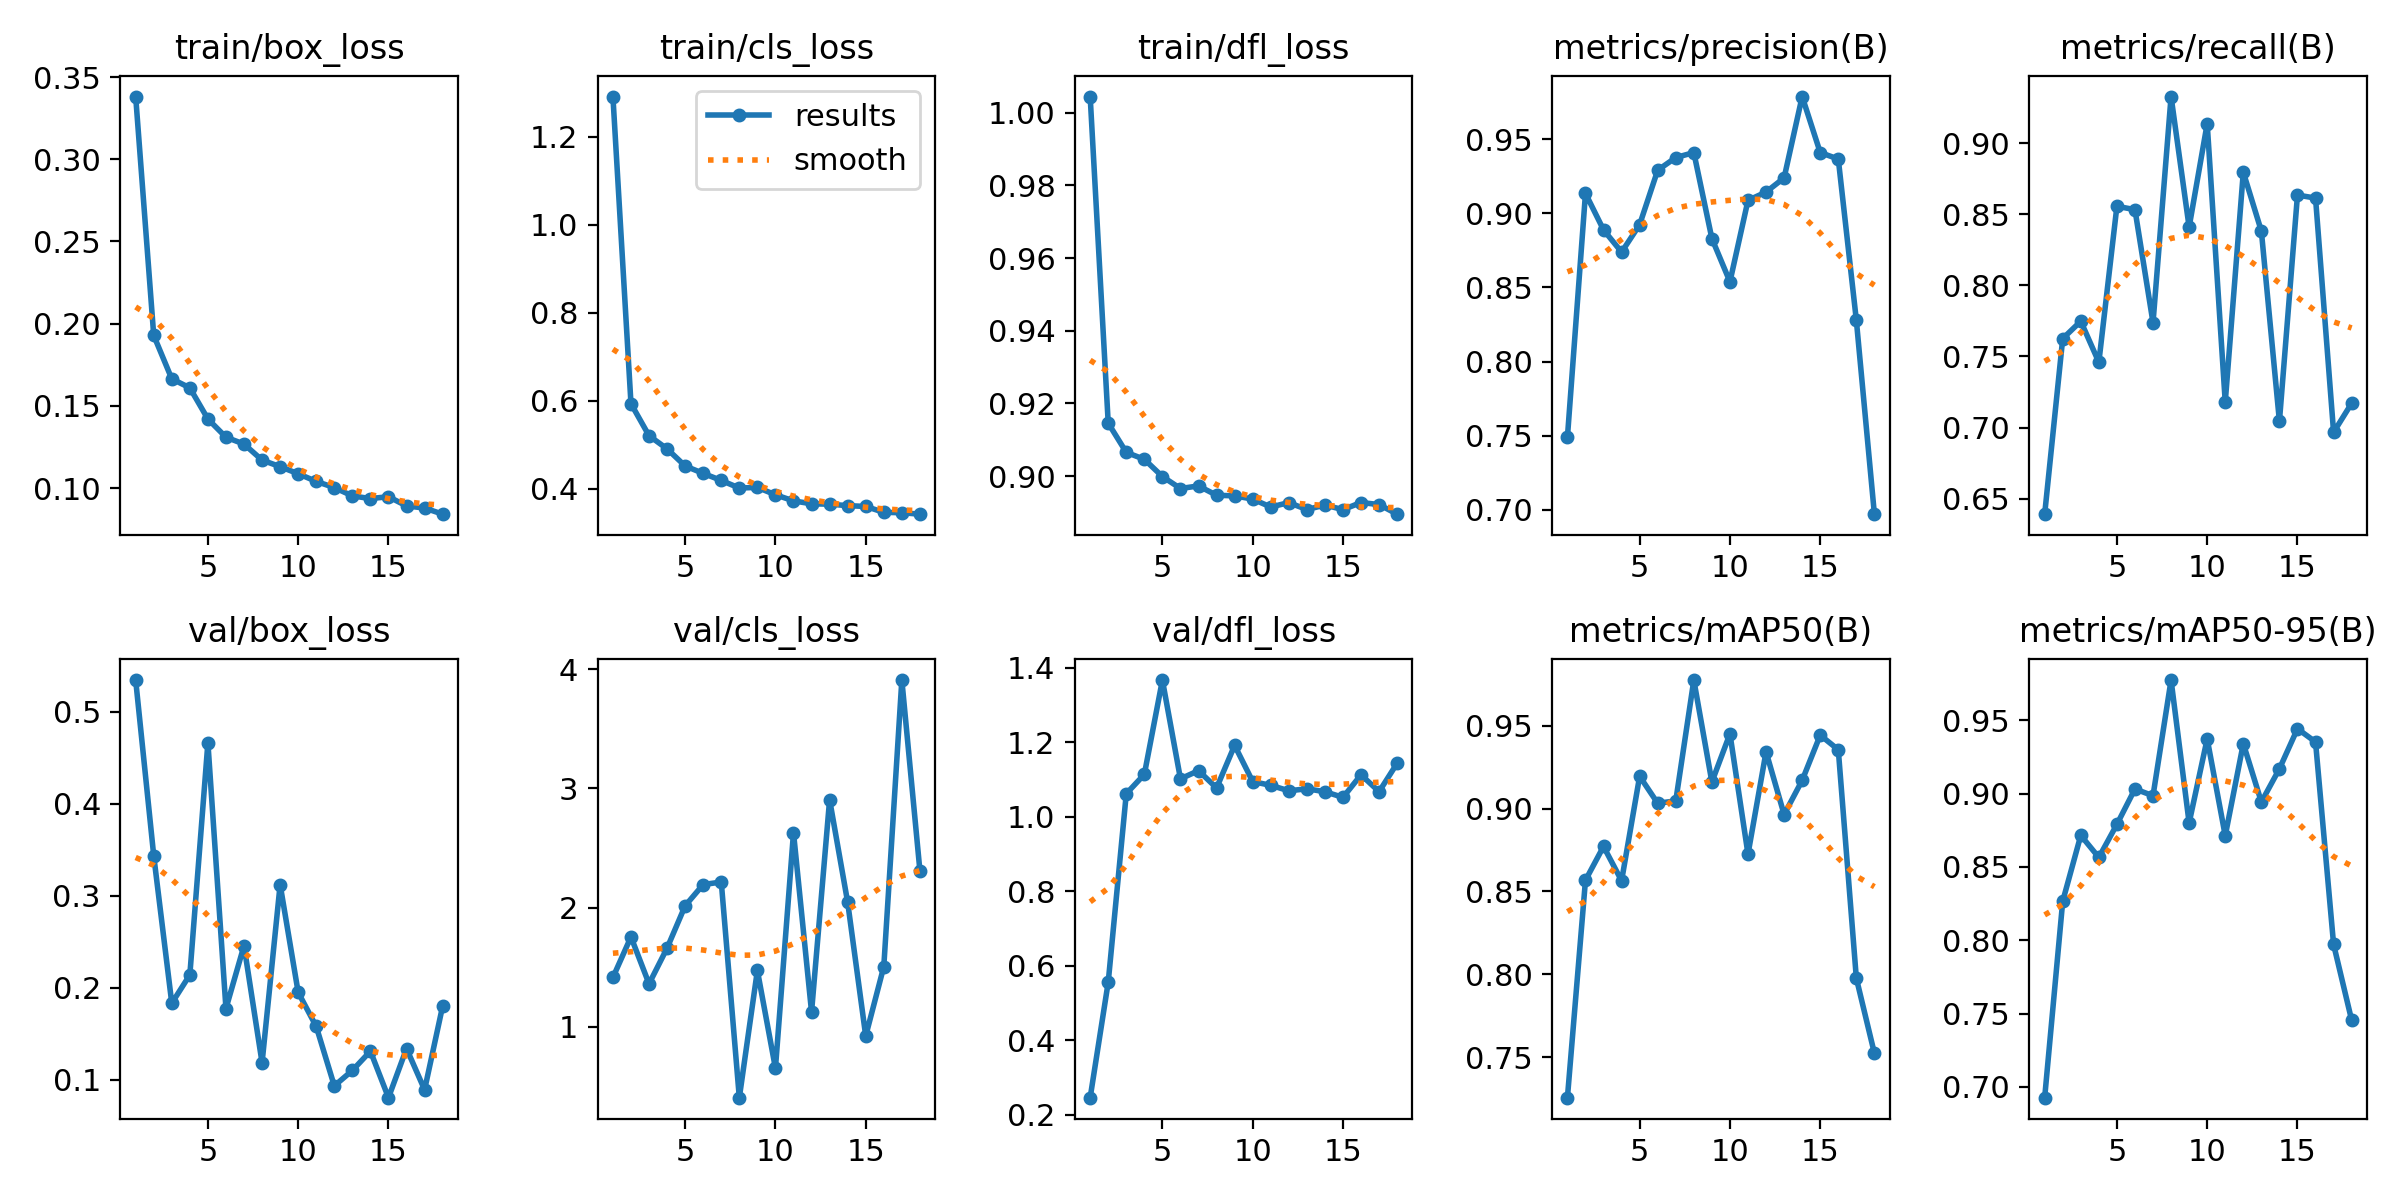 train/box_loss
0.35
0.30
0.25
0.20
0.15
0.10
5 10 15
train/cls_loss
results
smooth
1.2
1.0
0.8
0.6
0.4
5 10 15
train/dfl_loss
1.00
0.98
0.96
0.94
0.92
0.90
5 10 15
metrics/precision(B)
0.95
0.90
0.85
0.80
0.75
0.70
5 10 15
metrics/recall(B)
0.90
0.85
0.80
0.75
0.70
0.65
5 10 15
val/box_loss
0.5
0.4
0.3
0.2
0.1
5 10 15
val/cls_loss
4
3
2
1
5 10 15
val/dfl_loss
1.4
1.2
1.0
0.8
0.6
0.4
0.2
5 10 15
metrics/mAP50(B)
0.95
0.90
0.85
0.80
0.75
5 10 15
metrics/mAP50-95(B)
0.95
0.90
0.85
0.80
0.75
0.70
5 10 15